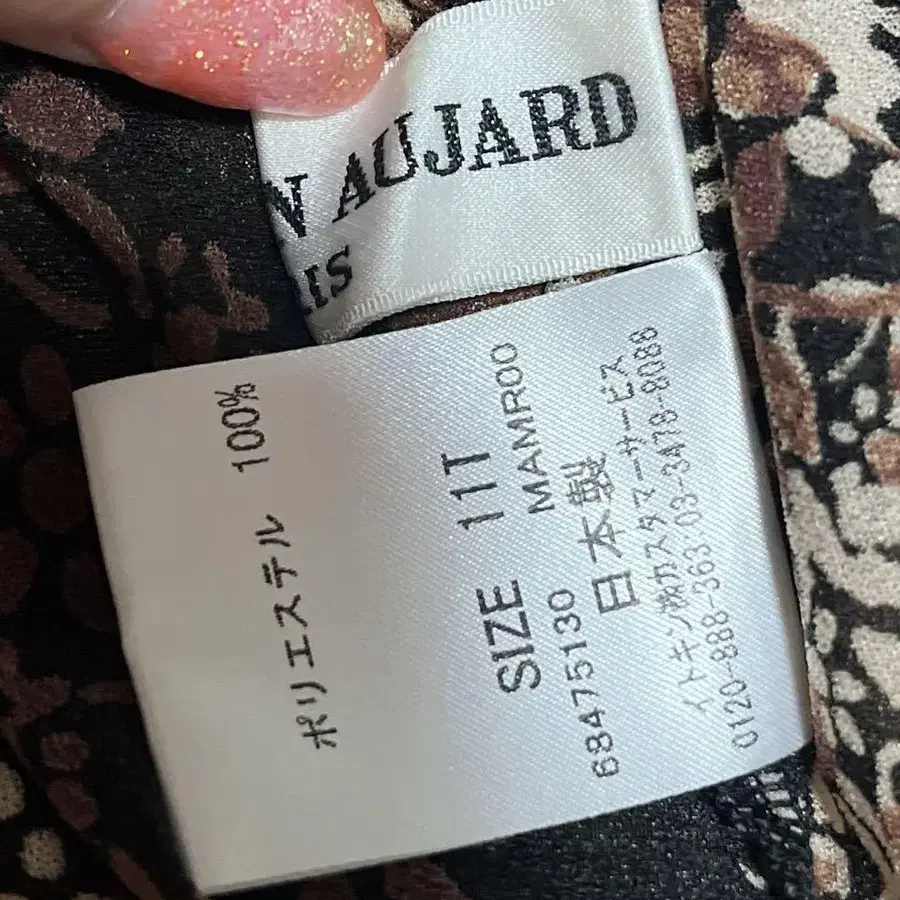 N AUJARD
IS
ポリエステル 100%
SIZE 11T
68475130 MAMROO
日本製
イトキン㈱カスタマーサービス
0120-888-363:03-3478-8088